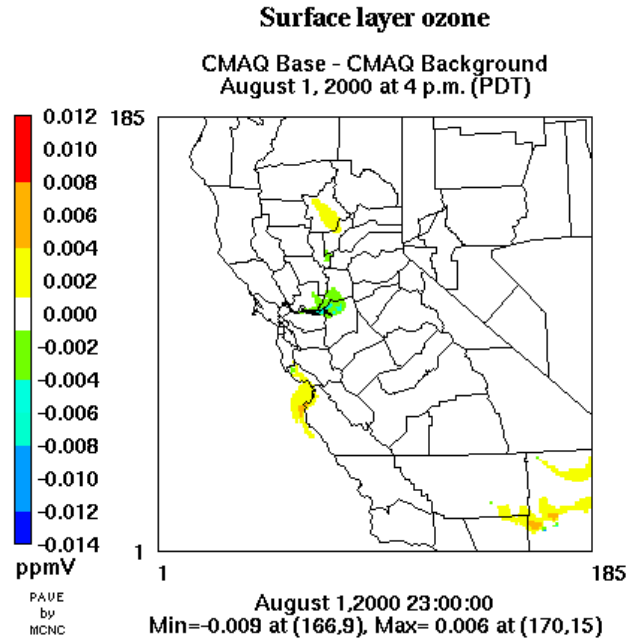 Surface layer ozone
CMAQ Base - CMAQ Background
August 1, 2000 at 4 p.m. (PDT)
0.012
0.010
0.008
0.006
0.004
0.002
0.000
-0.002
-0.004
-0.006
-0.008
-0.010
-0.012
-0.014
ppmV
PAVE
by
MCNC
185
1
1
185
August 1,2000 23:00:00
Min=-0.009 at (166,9), Max= 0.006 at (170,15)